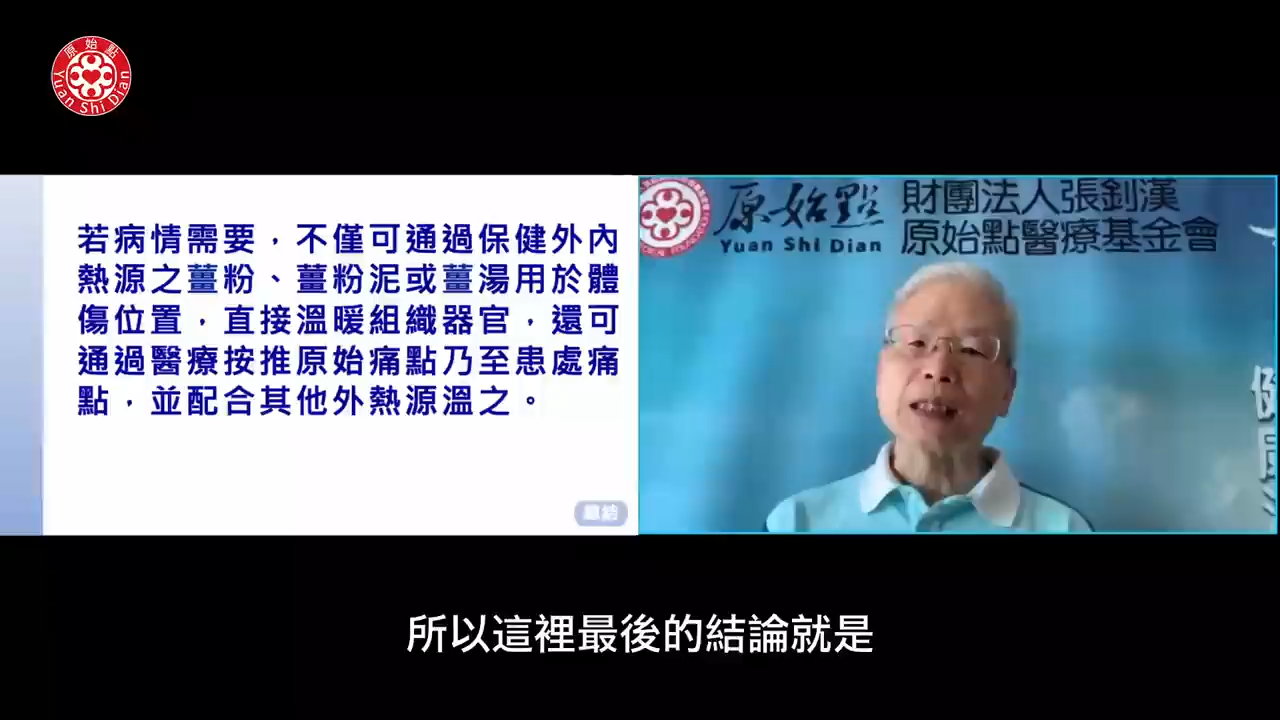 原始點
Yuan Shi Dian
若病情需要，不僅可通過保健外內
熱源之薑粉、薑粉泥或薑湯用於體
傷位置，直接溫暖組織器官，還可
通過醫療按推原始痛點乃至患處痛
點，並配合其他外熱源溫之。
總結
原始點
Yuan Shi Dian
財團法人張釗漢
原始點醫療基金會
所以這裡最後的結論就是